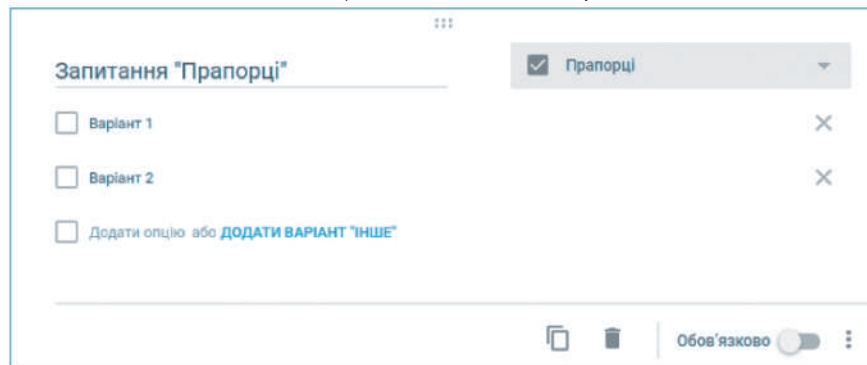 Запитання "Прапорці"
Прапорці
Варіант 1
Варіант 2
Додати опцію або ДОДАТИ ВАРІАНТ "ІНШЕ"
Обов'язково